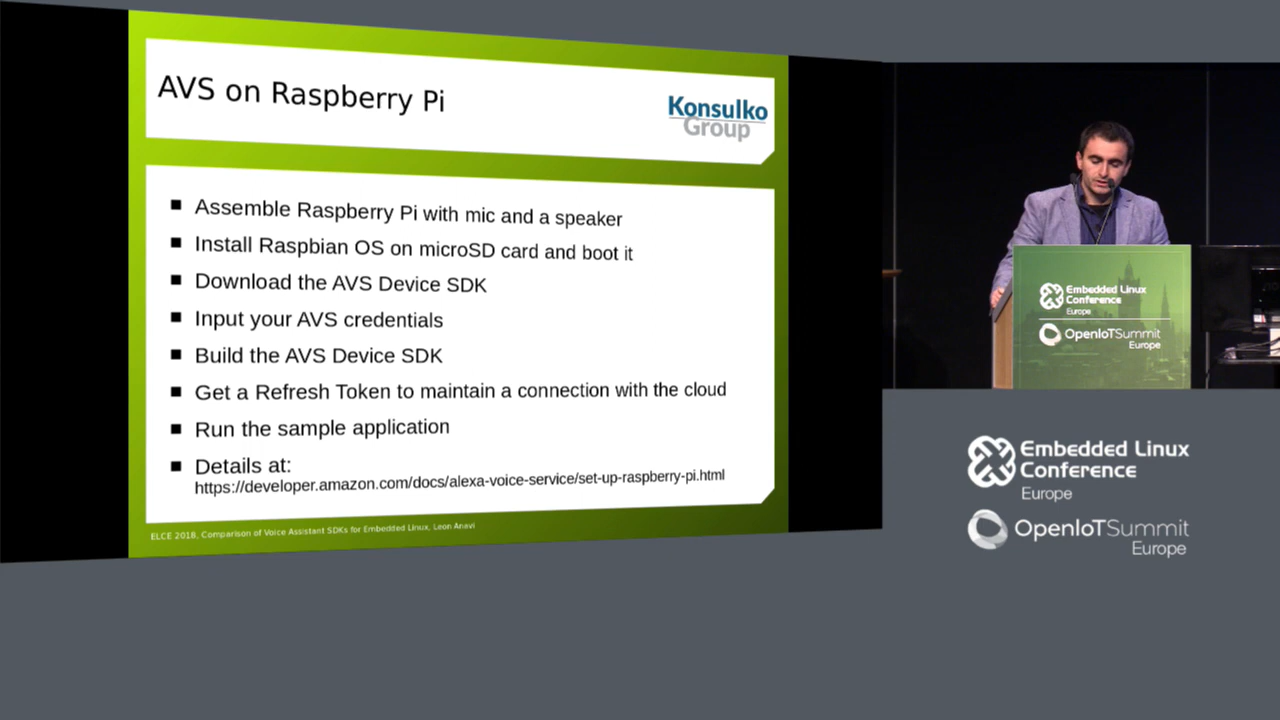 AVS on Raspberry Pi
Konsulko
Group
Assemble Raspberry Pi with mic and a speaker
Install Raspbian OS on microSD card and boot it
Download the AVS Device SDK
Input your AVS credentials
Build the AVS Device SDK
Get a Refresh Token to maintain a connection with the cloud
Run the sample application
Details at:
https://developer.amazon.com/docs/alexa-voice-service/set-up-raspberry-pi.html
ELCE 2018, Comparison of Voice Assistant SDKs for Embedded Linux, Leon Anavi
Embedded Linux
Conference
Europe
OpenIoTSummit
Europe
Embedded Linux
Conference
Europe
OpenIoTSummit
Europe